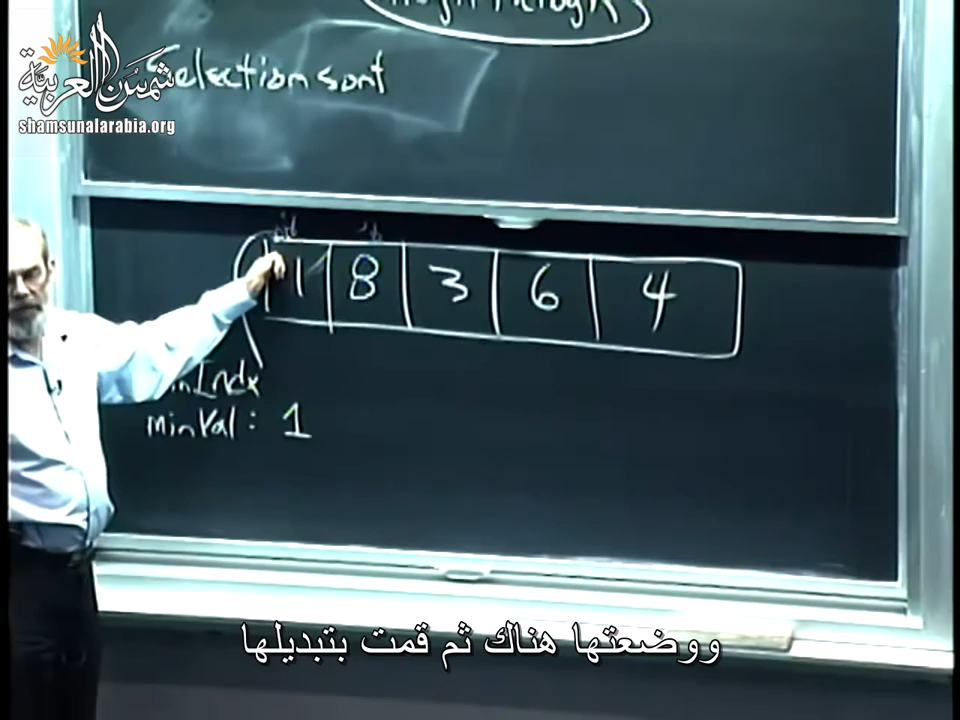 شمس العربية
shamsunalarabia.org
Selection sort
1 8 3 6 4
minVal: 1
ووضعتها هناك ثم قمت بتبديلها